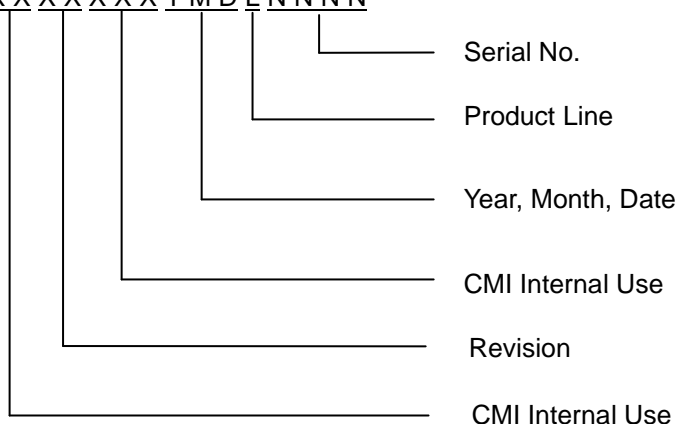 Serial No.
Product Line
Year, Month, Date
CMI Internal Use
Revision
CMI Internal Use